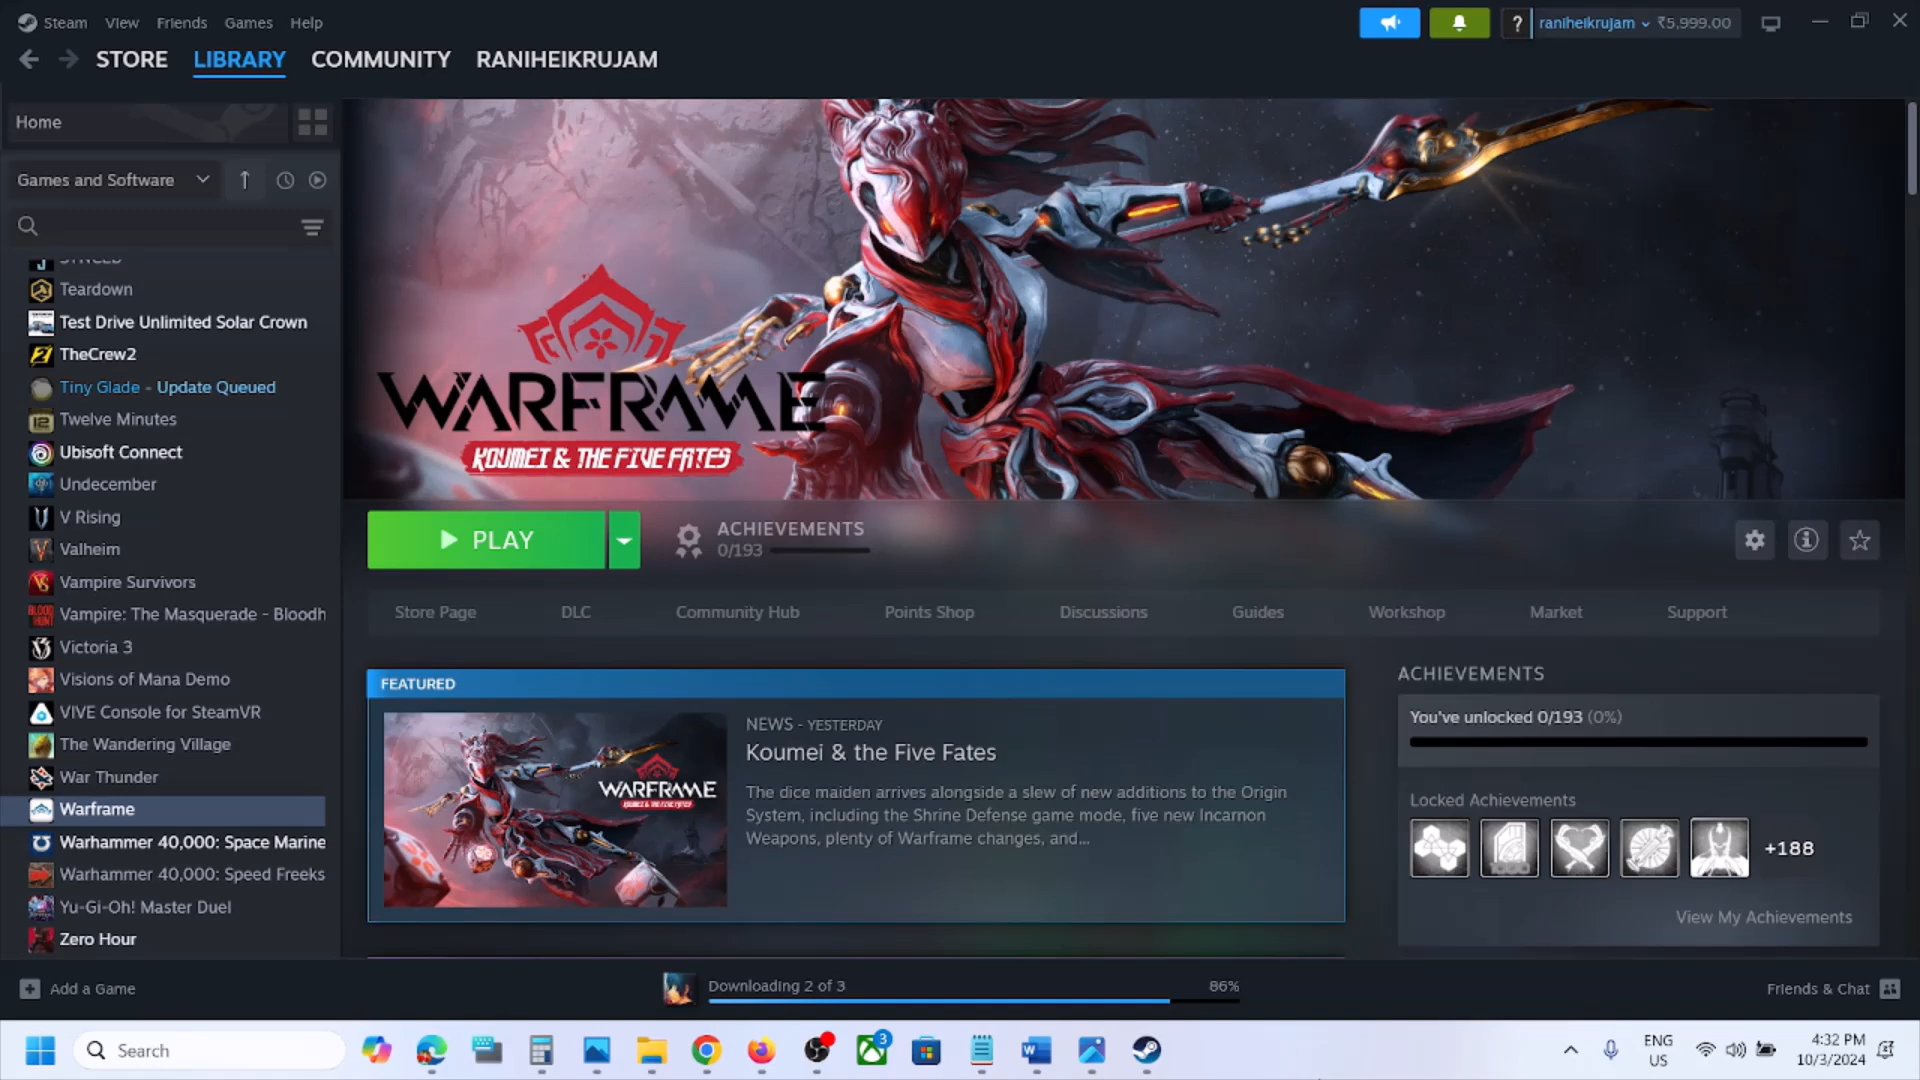 Steam View Friends Games Help
? raniheikrujam ₹5,999.00
STORE LIBRARY COMMUNITY RANIHEIKRUJAM
Home
Games and Software
SYNCED
Teardown
Test Drive Unlimited Solar Crown
TheCrew2
Tiny Glade - Update Queued
Twelve Minutes
Ubisoft Connect
Undecember
V Rising
Valheim
Vampire Survivors
Vampire: The Masquerade - Bloodh
Victoria 3
Visions of Mana Demo
VIVE Console for SteamVR
The Wandering Village
War Thunder
Warframe
Warhammer 40,000: Space Marine
Warhammer 40,000: Speed Freeks
Yu-Gi-Oh! Master Duel
Zero Hour
WARFRAME
KOUMEI & THE FIVE FATES
PLAY
ACHIEVEMENTS
0/193
Store Page DLC Community Hub Points Shop Discussions Guides Workshop Market Support
FEATURED
WARFRAME
KOUMEI & THE FIVE FATES
NEWS - YESTERDAY
Koumei & the Five Fates
The dice maiden arrives alongside a slew of new additions to the Origin
System, including the Shrine Defense game mode, five new Incarnon
Weapons, plenty of Warframe changes, and...
ACHIEVEMENTS
You've unlocked 0/193 (0%)
Locked Achievements
1000
+188
View My Achievements
Add a Game
Downloading 2 of 3 86%
Friends & Chat
Search
3
ENG
US
4:32 PM
10/3/2024